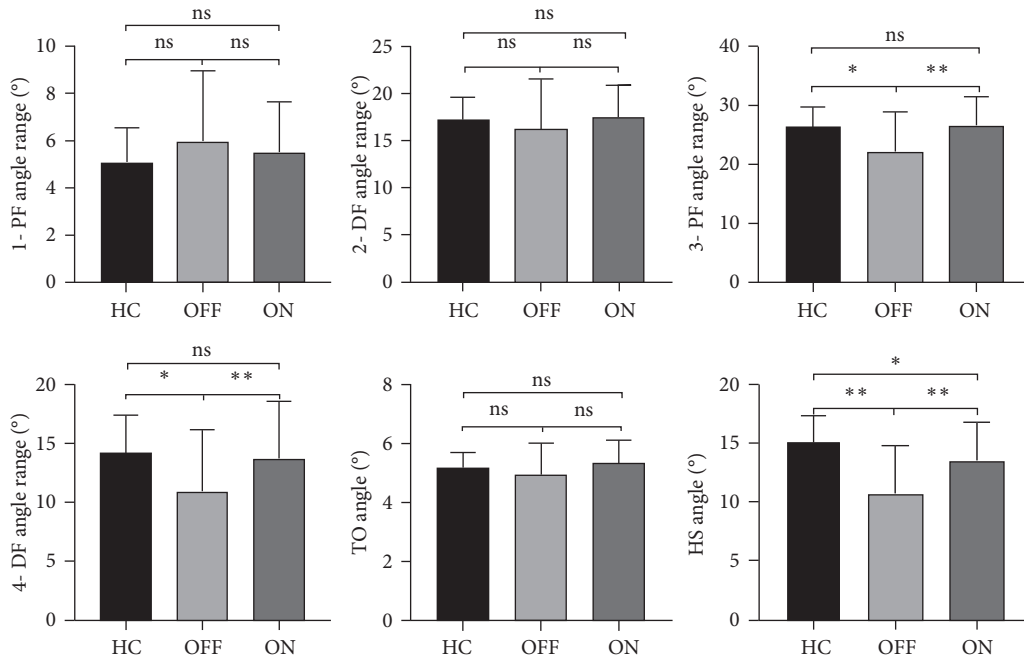 1- PF angle range (°)
10
8
6
4
2
0
ns
ns ns
HC OFF ON
2- DF angle range (°)
25
20
15
10
5
0
ns
ns ns
HC OFF ON
3- PF angle range (°)
40
30
20
10
0
ns
* **
HC OFF ON
4- DF angle range (°)
20
15
10
5
0
ns
* **
HC OFF ON
TO angle (°)
8
6
4
2
0
ns
ns ns
HC OFF ON
HS angle (°)
20
15
10
5
0
*
** **
HC OFF ON